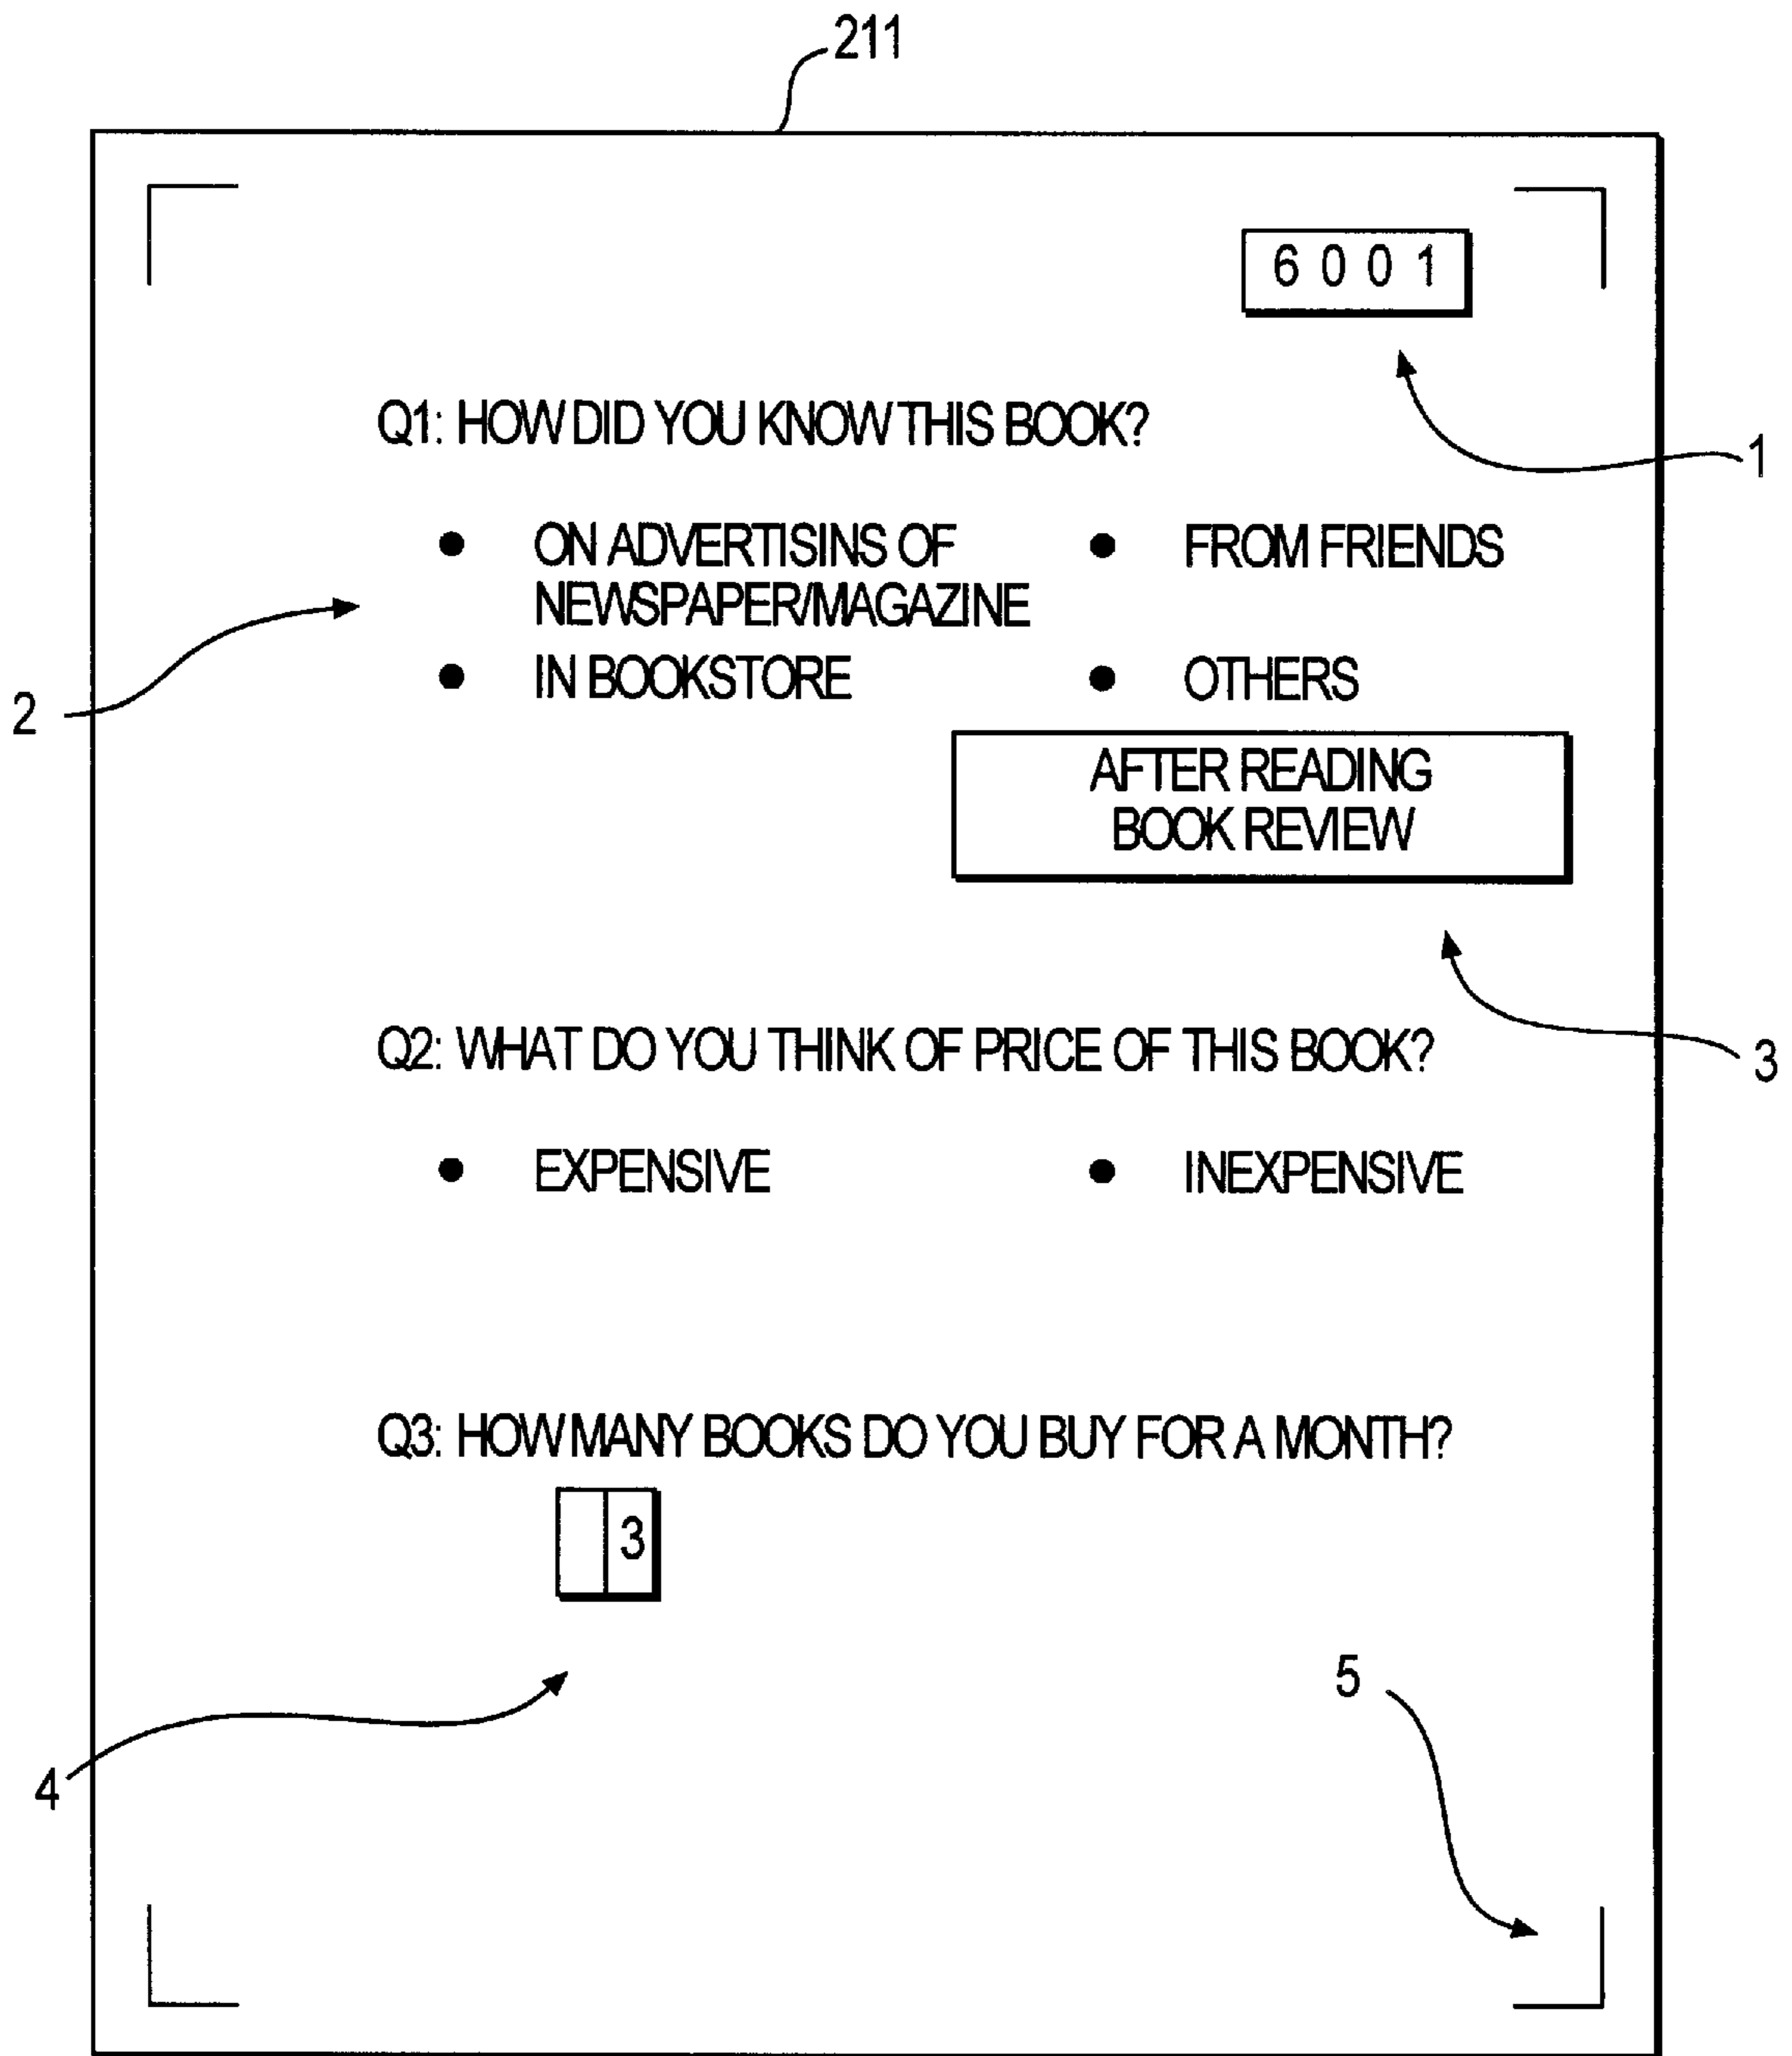 211
6 0 0 1
Q1: HOW DID YOU KNOW THIS BOOK?
1
● ON ADVERTISINS OF NEWSPAPER/MAGAZINE
● FROM FRIENDS
2
● IN BOOKSTORE
● OTHERS
AFTER READING
BOOK REVIEW
Q2: WHAT DO YOU THINK OF PRICE OF THIS BOOK?
3
● EXPENSIVE
● INEXPENSIVE
Q3: HOW MANY BOOKS DO YOU BUY FOR A MONTH?
3
5
4